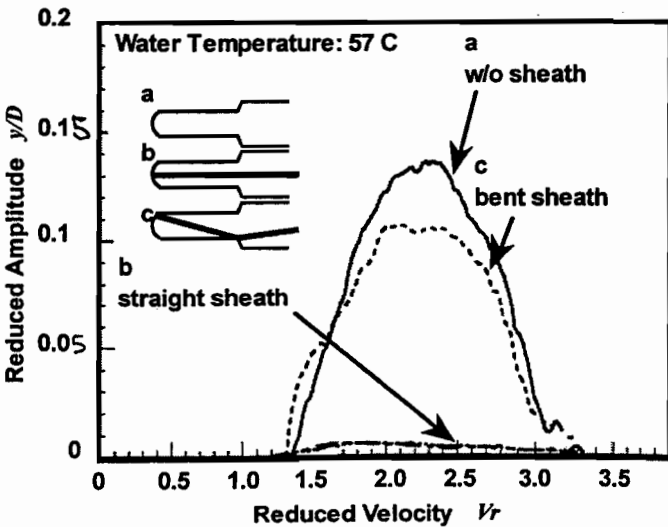 0.2
Water Temperature: 57 C
a
w/o sheath
a
0.15
b
c
c
bent sheath
0.1
b
straight sheath
0.05
0
0
0.5
1.0
1.5
2.0
2.5
3.0
3.5
Reduced Amplitude y/D
Reduced Velocity Vr